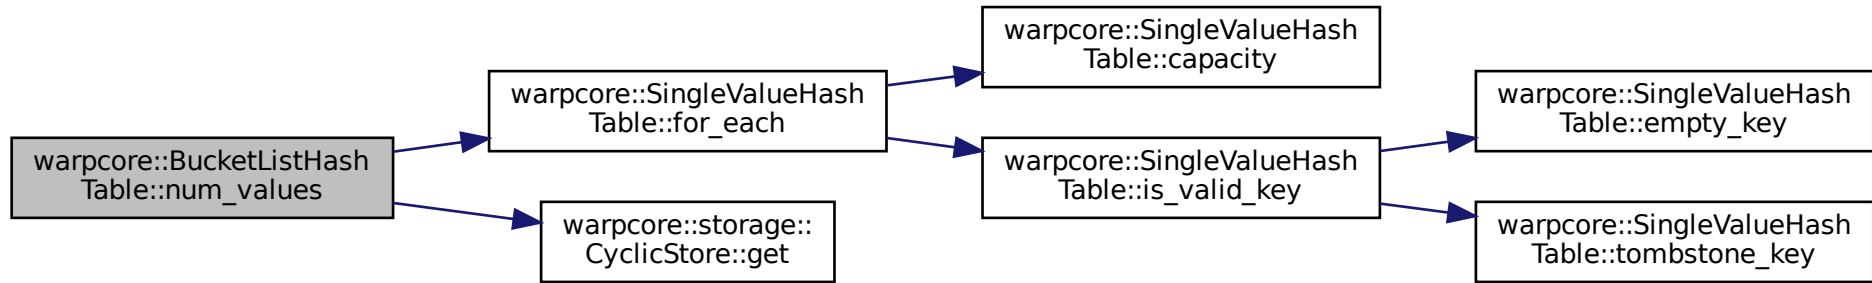 warpcore::BucketListHash
Table::num_values
warpcore::SingleValueHash
Table::for_each
warpcore::storage::
CyclicStore::get
warpcore::SingleValueHash
Table::capacity
warpcore::SingleValueHash
Table::is_valid_key
warpcore::SingleValueHash
Table::empty_key
warpcore::SingleValueHash
Table::tombstone_key